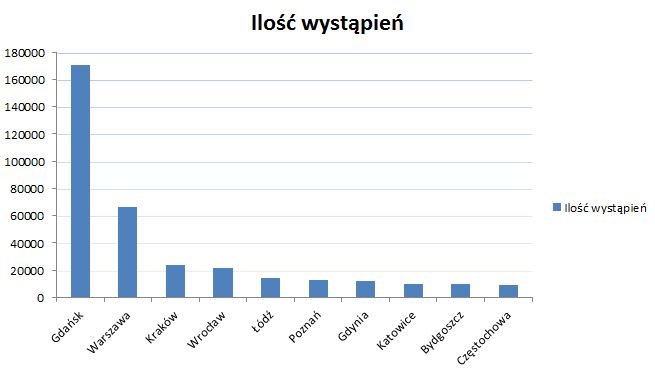 Ilość wystąpień
180000
160000
140000
120000
100000
80000
60000
40000
20000
0
Gdańsk
Warszawa
Kraków
Wrocław
Łódź
Poznań
Gdynia
Katowice
Bydgoszcz
Częstochowa
Ilość wystąpień